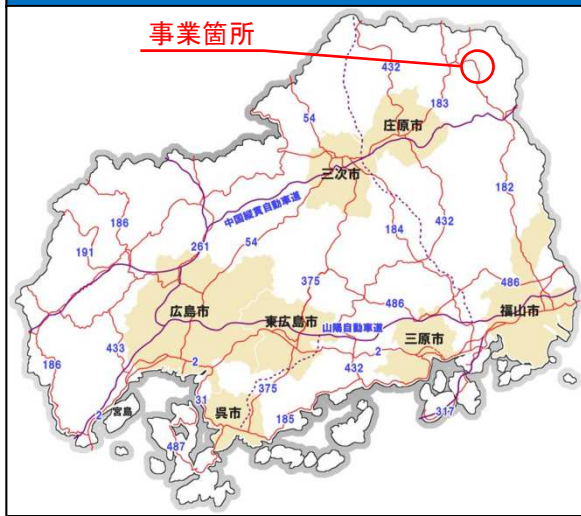 事業箇所
432
54
183
庄原市
三次市
182
中国縦貫自動車道
186
191
261
54
184
432
375
486
486
広島市
東広島市
山陽自動車道
三原市
福山市
186
433
2
2
432
375
31
185
317
2
宮島
呉市
487